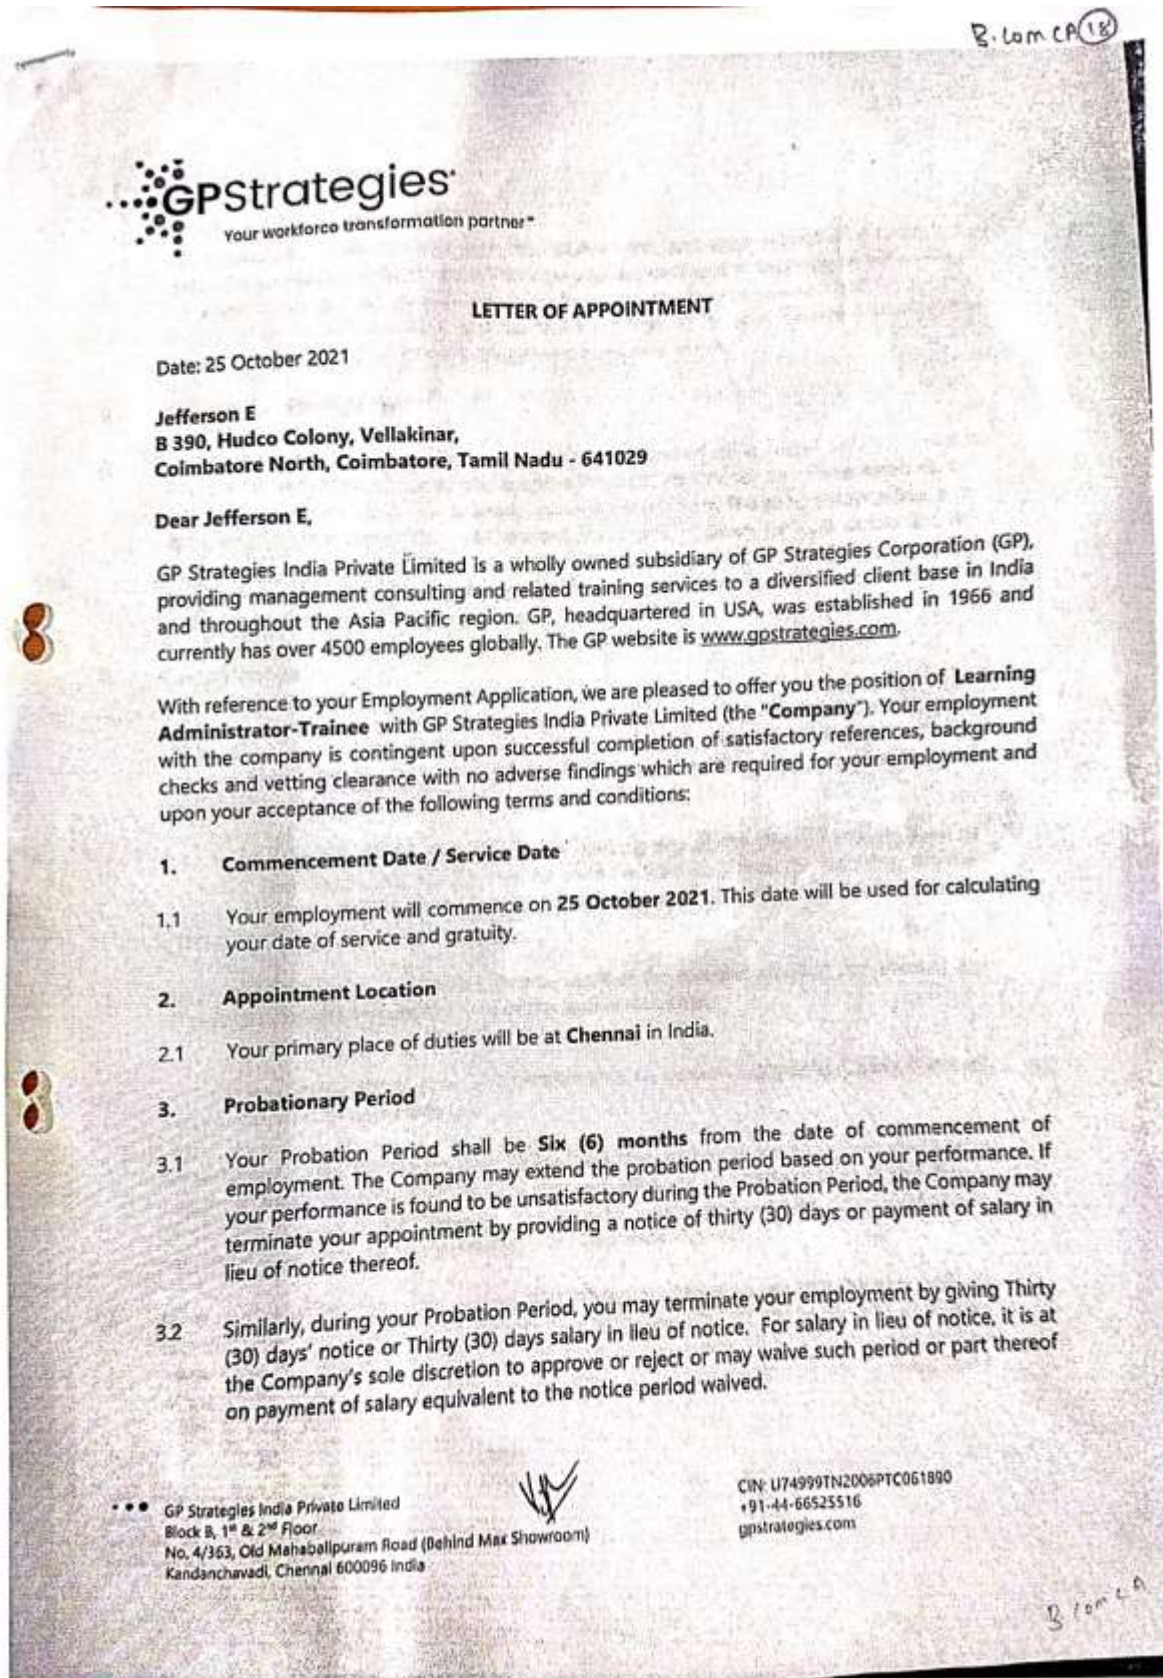 B.Com CA 18
GPStrategies
Your workforce transformation partner™
LETTER OF APPOINTMENT
Date: 25 October 2021
Jefferson E
B 390, Hudco Colony, Vellakinar,
Coimbatore North, Coimbatore, Tamil Nadu - 641029
Dear Jefferson E,
GP Strategies India Private Limited is a wholly owned subsidiary of GP Strategies Corporation (GP),
providing management consulting and related training services to a diversified client base in India
and throughout the Asia Pacific region. GP, headquartered in USA, was established in 1966 and
currently has over 4500 employees globally. The GP website is www.gpstrategies.com.
With reference to your Employment Application, we are pleased to offer you the position of Learning
Administrator-Trainee with GP Strategies India Private Limited (the "Company"). Your employment
with the company is contingent upon successful completion of satisfactory references, background
checks and vetting clearance with no adverse findings which are required for your employment and
upon your acceptance of the following terms and conditions:
1. Commencement Date / Service Date
1.1 Your employment will commence on 25 October 2021. This date will be used for calculating
your date of service and gratuity.
2. Appointment Location
2.1 Your primary place of duties will be at Chennai in India.
3. Probationary Period
3.1 Your Probation Period shall be Six (6) months from the date of commencement of
employment. The Company may extend the probation period based on your performance. If
your performance is found to be unsatisfactory during the Probation Period, the Company may
terminate your appointment by providing a notice of thirty (30) days or payment of salary in
lieu of notice thereof.
3.2 Similarly, during your Probation Period, you may terminate your employment by giving Thirty
(30) days' notice or Thirty (30) days salary in lieu of notice. For salary in lieu of notice, it is at
the Company's sole discretion to approve or reject or may waive such period or part thereof
on payment of salary equivalent to the notice period waived.
GP Strategies India Private Limited
Block B, 1st & 2nd Floor
No. 4/363, Old Mahaballpuram Road (Behind Max Showroom)
Kandanchavadi, Chennai 600096 India
CIN: U74999TN2006PTC061890
+91-44-66525516
gpstrategies.com
B com CA